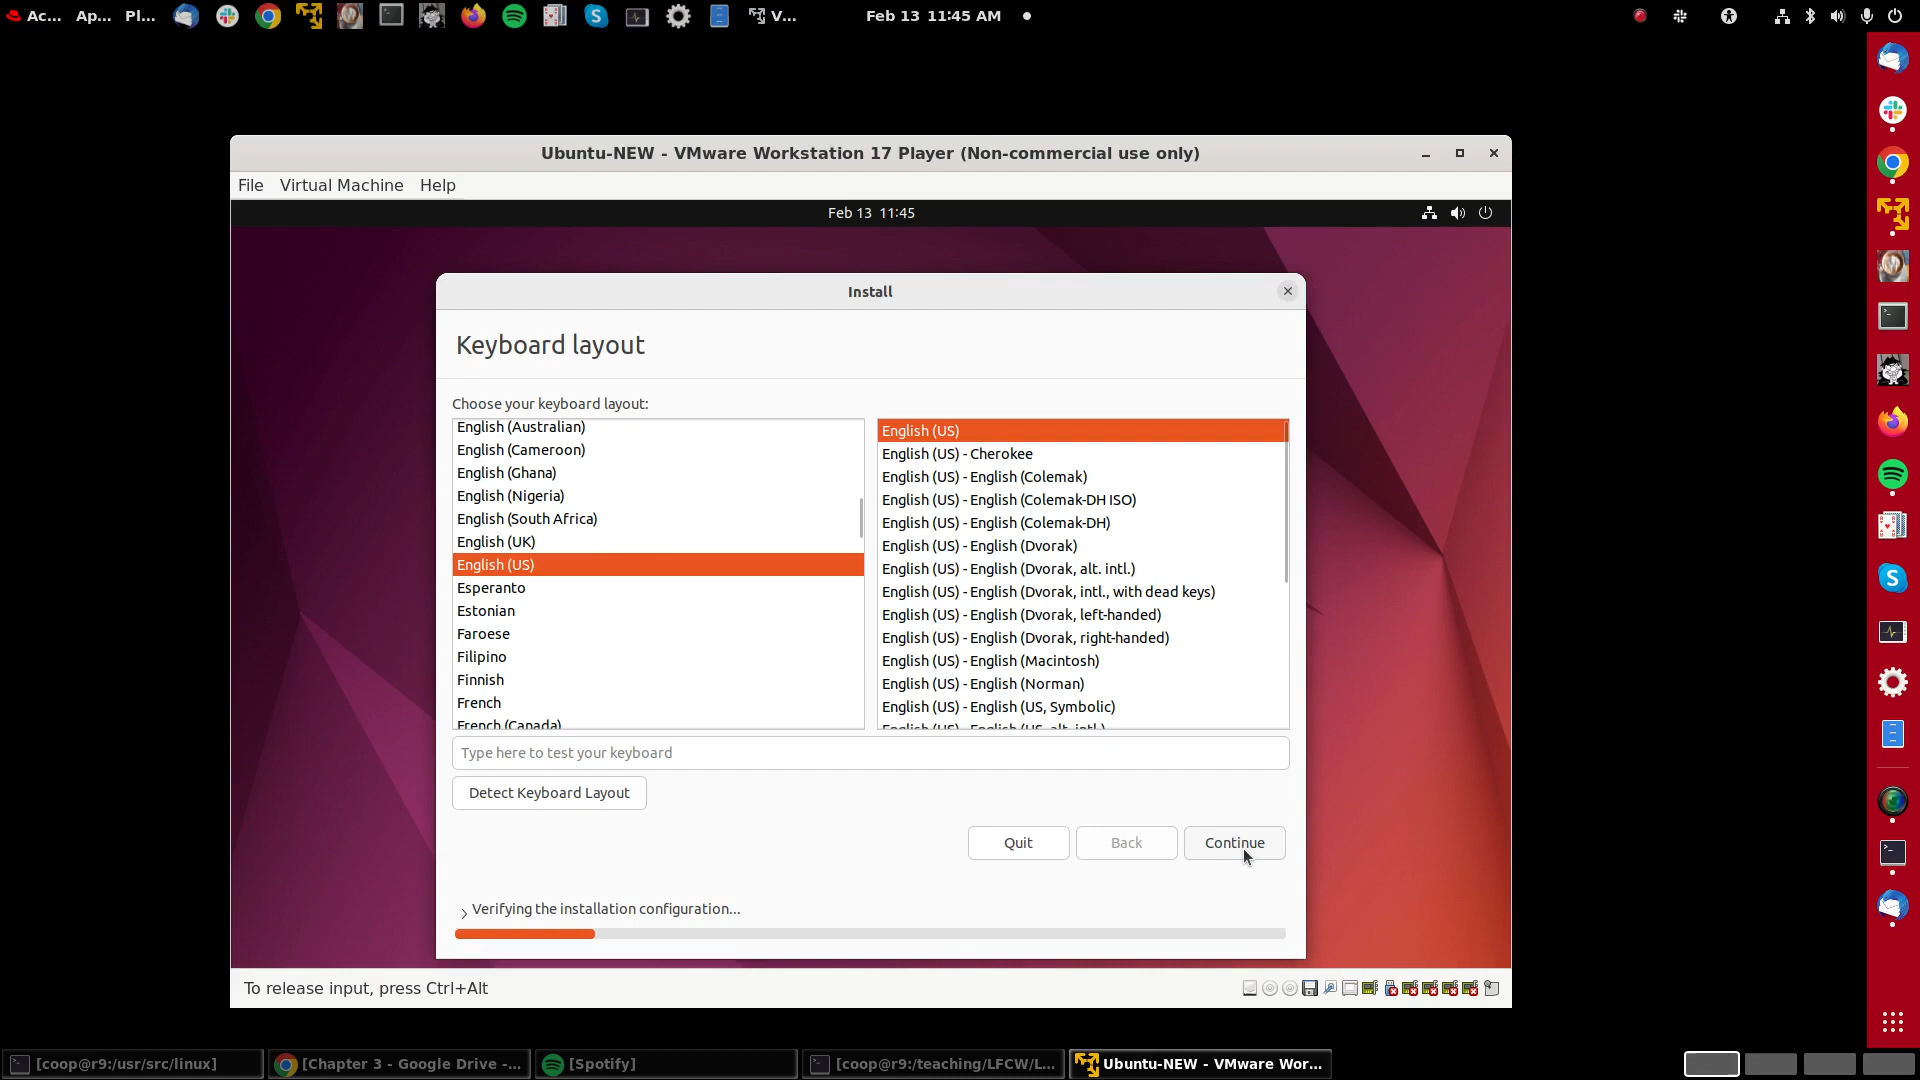 Ac... Ap... Pl... V... Feb 13 11:45 AM
Ubuntu-NEW - VMware Workstation 17 Player (Non-commercial use only)
File Virtual Machine Help
Feb 13 11:45
Install
Keyboard layout
Choose your keyboard layout:
English (Australian)
English (Cameroon)
English (Ghana)
English (Nigeria)
English (South Africa)
English (UK)
English (US)
Esperanto
Estonian
Faroese
Filipino
Finnish
French
French (Canada)
English (US)
English (US) - Cherokee
English (US) - English (Colemak)
English (US) - English (Colemak-DH ISO)
English (US) - English (Colemak-DH)
English (US) - English (Dvorak)
English (US) - English (Dvorak, alt. intl.)
English (US) - English (Dvorak, intl., with dead keys)
English (US) - English (Dvorak, left-handed)
English (US) - English (Dvorak, right-handed)
English (US) - English (Macintosh)
English (US) - English (Norman)
English (US) - English (US, Symbolic)
English (US) - English (US, alt. intl.)
Type here to test your keyboard
Detect Keyboard Layout
Quit Back Continue
Verifying the installation configuration...
To release input, press Ctrl+Alt
[coop@r9:/usr/src/linux] [Chapter 3 - Google Drive -... [Spotify] [coop@r9:/teaching/LFCW/L... Ubuntu-NEW - VMware Wor...